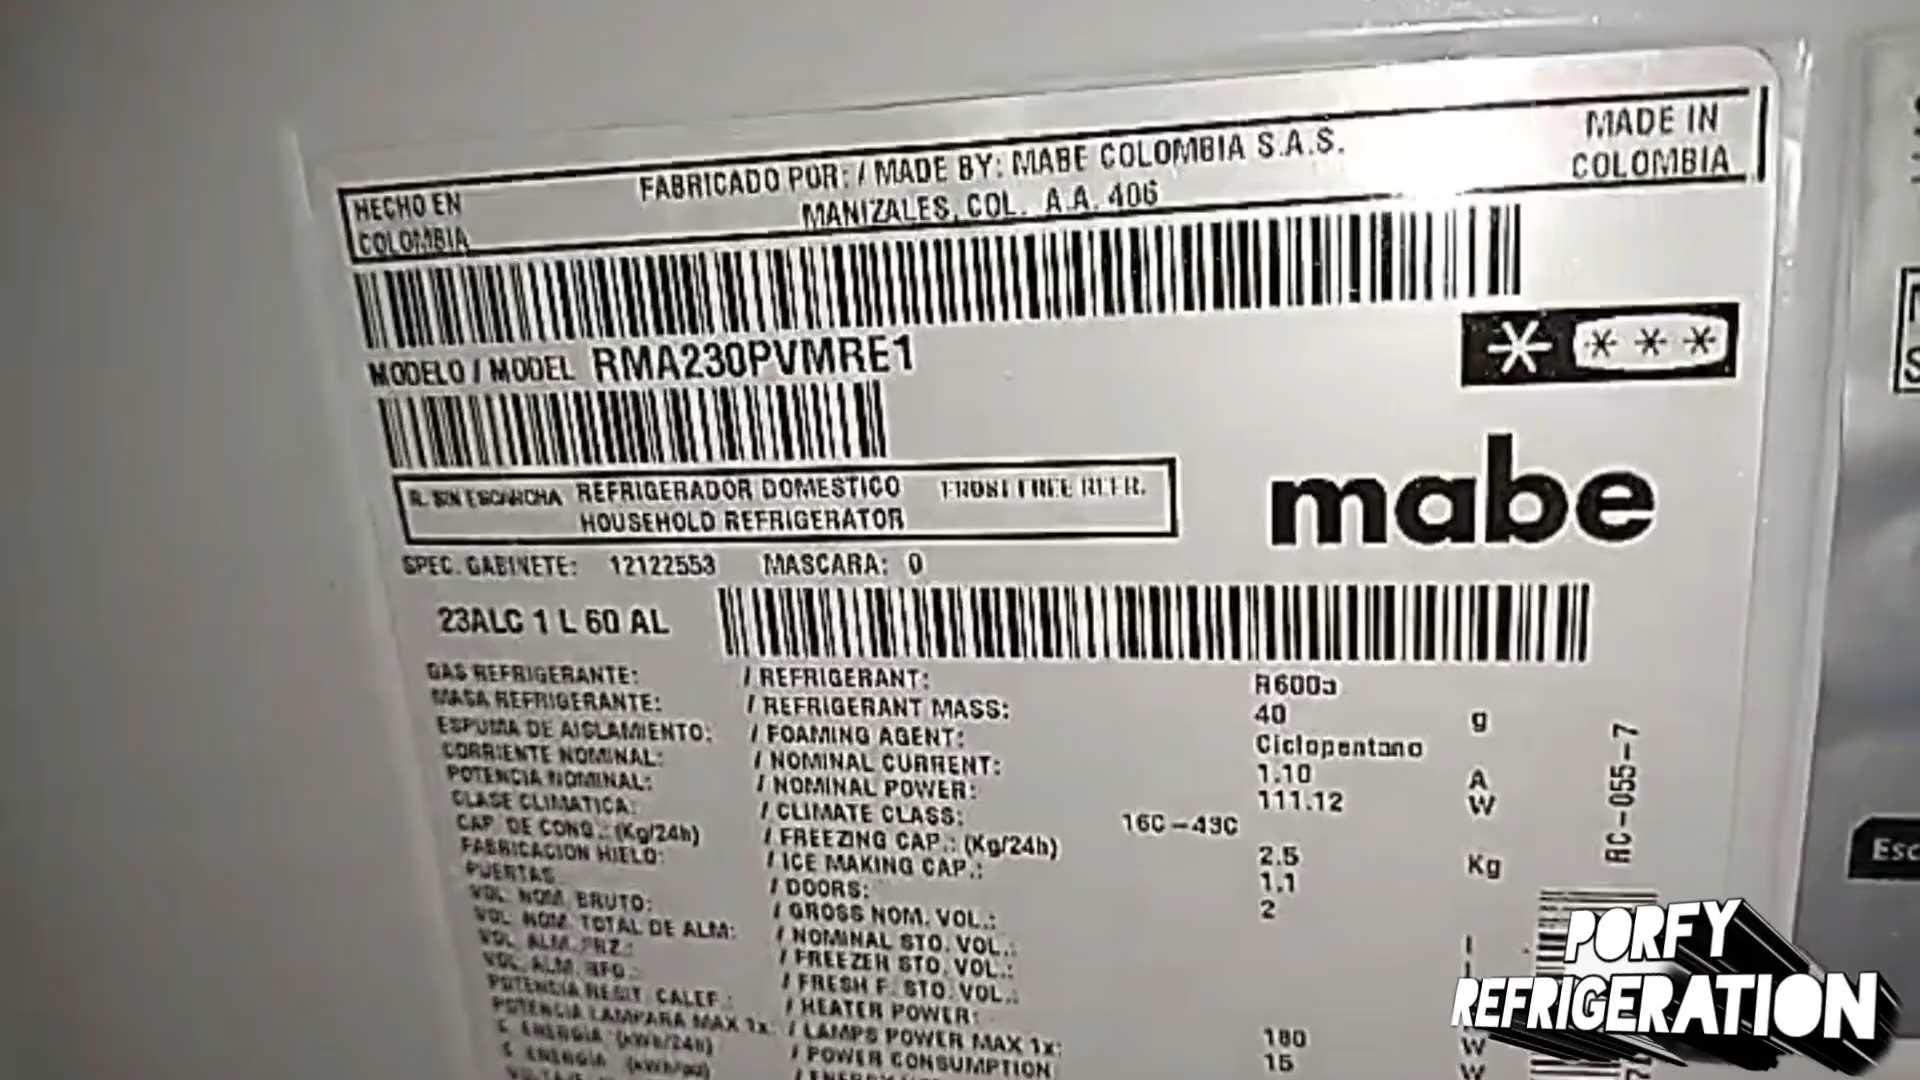 HECHO EN
COLOMBIA
FABRICADO POR: / MADE BY: MABE COLOMBIA S.A.S.
MANIZALES, COL. A.A. 406
MADE IN
COLOMBIA
MODELO / MODEL RMA230PVMRE1
R. SIN ESCARCHA REFRIGERADOR DOMESTICO FROST FREE REFR.
HOUSEHOLD REFRIGERATOR
mabe
SPEC. GABINETE: 12122553 MASCARA: 0
23ALC 1 L 60 AL
GAS REFRIGERANTE: / REFRIGERANT: R600a
MASA REFRIGERANTE: / REFRIGERANT MASS: 40 g
ESPUMA DE AISLAMIENTO: / FOAMING AGENT: Ciclopentano
CORRIENTE NOMINAL: / NOMINAL CURRENT: 1.10 A
POTENCIA NOMINAL: / NOMINAL POWER: 111.12 W
CLASE CLIMATICA: / CLIMATE CLASS: 16C-43C
CAP. DE CONG.: (Kg/24h) / FREEZING CAP.: (Kg/24h) 2.5 Kg
FABRICACION HIELO: / ICE MAKING CAP.: 1.1
PUERTAS: / DOORS: 2
VOL. NOM. BRUTO: / GROSS NOM. VOL.: l
VOL. NOM. TOTAL DE ALM: / NOMINAL STO. VOL.: l
VOL. ALM. FRZ.: / FREEZER STO. VOL.:
VOL. ALM. RFG.: / FRESH F. STO. VOL.:
POTENCIA RESIT. CALEF.: / HEATER POWER: 180 W
POTENCIA LAMPARA MAX 1x: / LAMPS POWER MAX 1x: 15 W
C. ENERGIA (kWh/24h) / POWER CONSUMPTION
RC-055-7
Esc
PORFY
REFRIGERATION